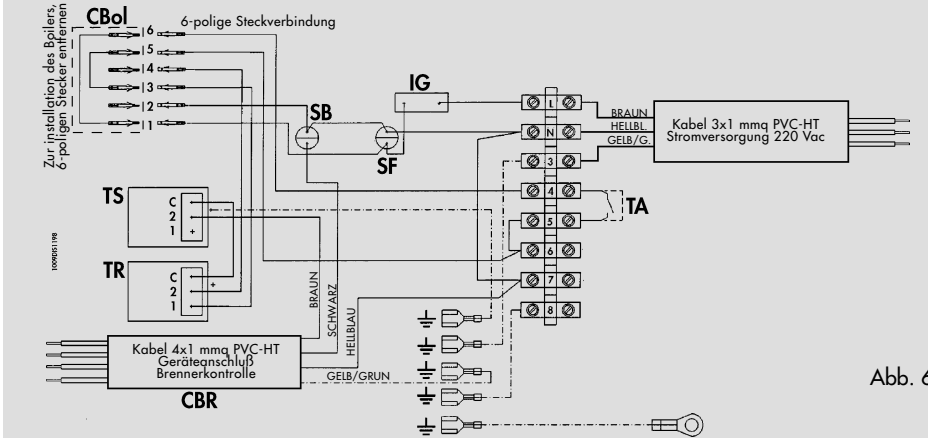 Zur installation des Boilers,
6-poligen Stecker entfernen
CBol
6-polige Steckverbindung
6
5
4
3
2
1
IG
SB
SF
L
N
3
4
5
6
7
8
BRAUN
HELLBL.
GELB/G.
Kabel 3x1 mmq PVC-HT
Stromversorgung 220 Vac
TA
TS
C
2
1
+
TR
C
2
1
+
1009DIS1198
BRAUN
SCHWARZ
HELLBLAU
Kabel 4x1 mmq PVC-HT
Geräteanschluß
Brennerkontrolle
GELB/GRUN
CBR
Abb. 6